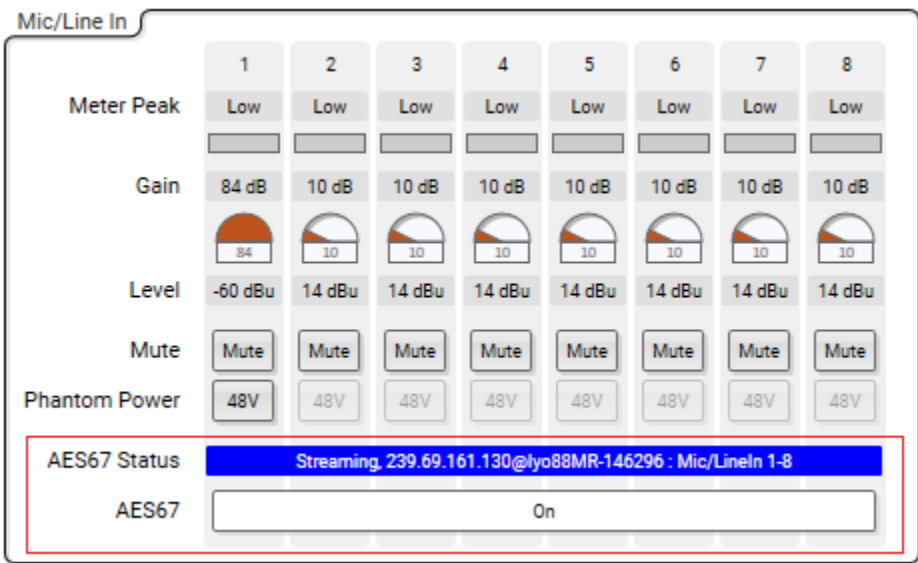 Mic/Line In
1 2 3 4 5 6 7 8
Meter Peak Low Low Low Low Low Low Low Low
Gain 84 dB 10 dB 10 dB 10 dB 10 dB 10 dB 10 dB 10 dB
84 10 10 10 10 10 10 10
Level -60 dBu 14 dBu 14 dBu 14 dBu 14 dBu 14 dBu 14 dBu 14 dBu
Mute Mute Mute Mute Mute Mute Mute Mute Mute
Phantom Power 48V 48V 48V 48V 48V 48V 48V 48V
AES67 Status Streaming, 239.69.161.130@lyo88MR-146296 : Mic/LineIn 1-8
AES67 On